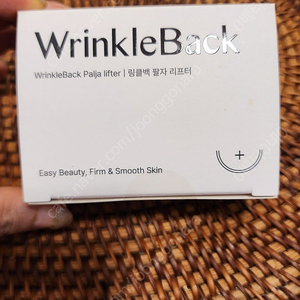 WrinkleBack
WrinkleBack Palja lifter | 링클백 팔자 리프터
Easy Beauty, Firm & Smooth Skin